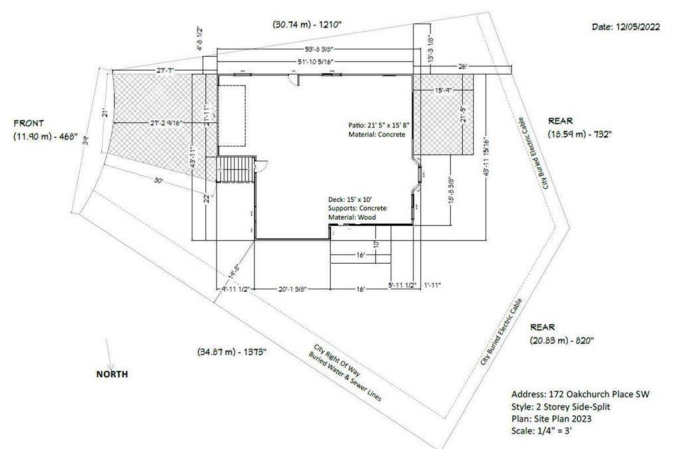 (30.74 m) - 1210"
Date: 12/05/2022
4'-8 1/2"
53'-8 3/8"
51'-10 5/16"
13'-3 1/8"
27'-7"
26'
15'-9"
FRONT
(11.90 m) - 468"
21'
39'
27'-2 9/16"
21'-11"
43'-11"
22'
30'
Patio: 21' 5" x 15' 8"
Material: Concrete
21'-5"
REAR
(18.59 m) - 732"
City Buried Electric Cable
43'-11 15/16"
18'-8 3/8"
Deck: 15' x 10'
Supports: Concrete
Material: Wood
10'
16'
14'-8"
4'-11 1/2"
20'-1 3/8"
16'
5'-11 1/2"
1'-11"
City Buried Electric Cable
REAR
(20.83 m) - 820"
(34.87 m) - 1373"
City Right Of Way
Buried Water & Sewer Lines
NORTH
Address: 172 Oakchurch Place SW
Style: 2 Storey Side-Split
Plan: Site Plan 2023
Scale: 1/4" = 3'